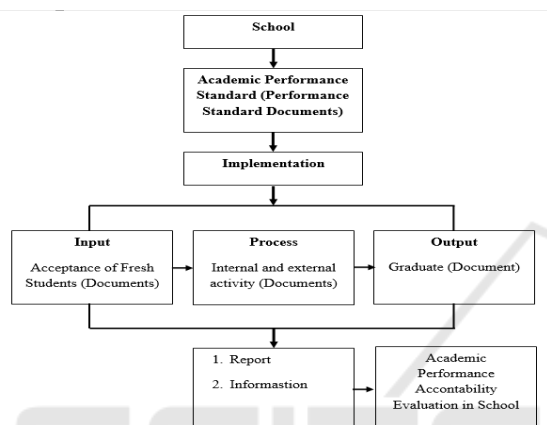 School
Academic Performance
Standard (Performance
Standard Documents)
Implementation
Input
Acceptance of Fresh
Students (Documents)
Process
Internal and external
activity (Documents)
Output
Graduate (Document)
1. Report
2. Informastion
Academic
Performance
Accontability
Evaluation in School